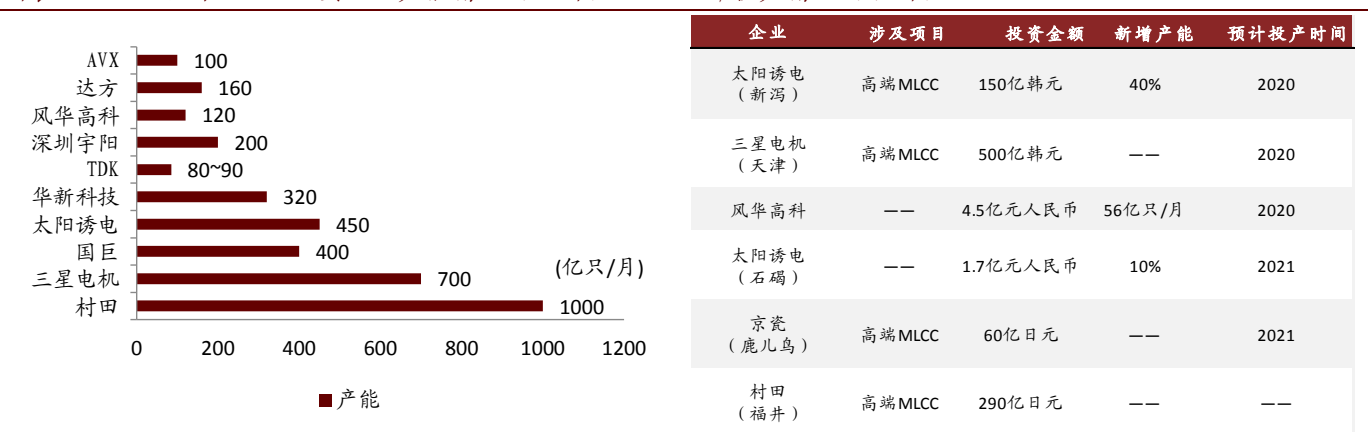 AVX 100
达方 160
风华高科 120
深圳宇阳 200
TDK 80~90
华新科技 320
太阳诱电 450
国巨 400
(亿只/月)
三星电机 700
村田 1000
0 200 400 600 800 1000 1200
产能
企业 涉及项目 投资金额 新增产能 预计投产时间
太阳诱电
（新泻） 高端MLCC 150亿韩元 40% 2020
三星电机
（天津） 高端MLCC 500亿韩元 —— 2020
风华高科 —— 4.5亿元人民币 56亿只/月 2020
太阳诱电
（石碣） —— 1.7亿元人民币 10% 2021
京瓷
（鹿儿鸟） 高端MLCC 60亿日元 —— 2021
村田
（福井） 高端MLCC 290亿日元 —— ——